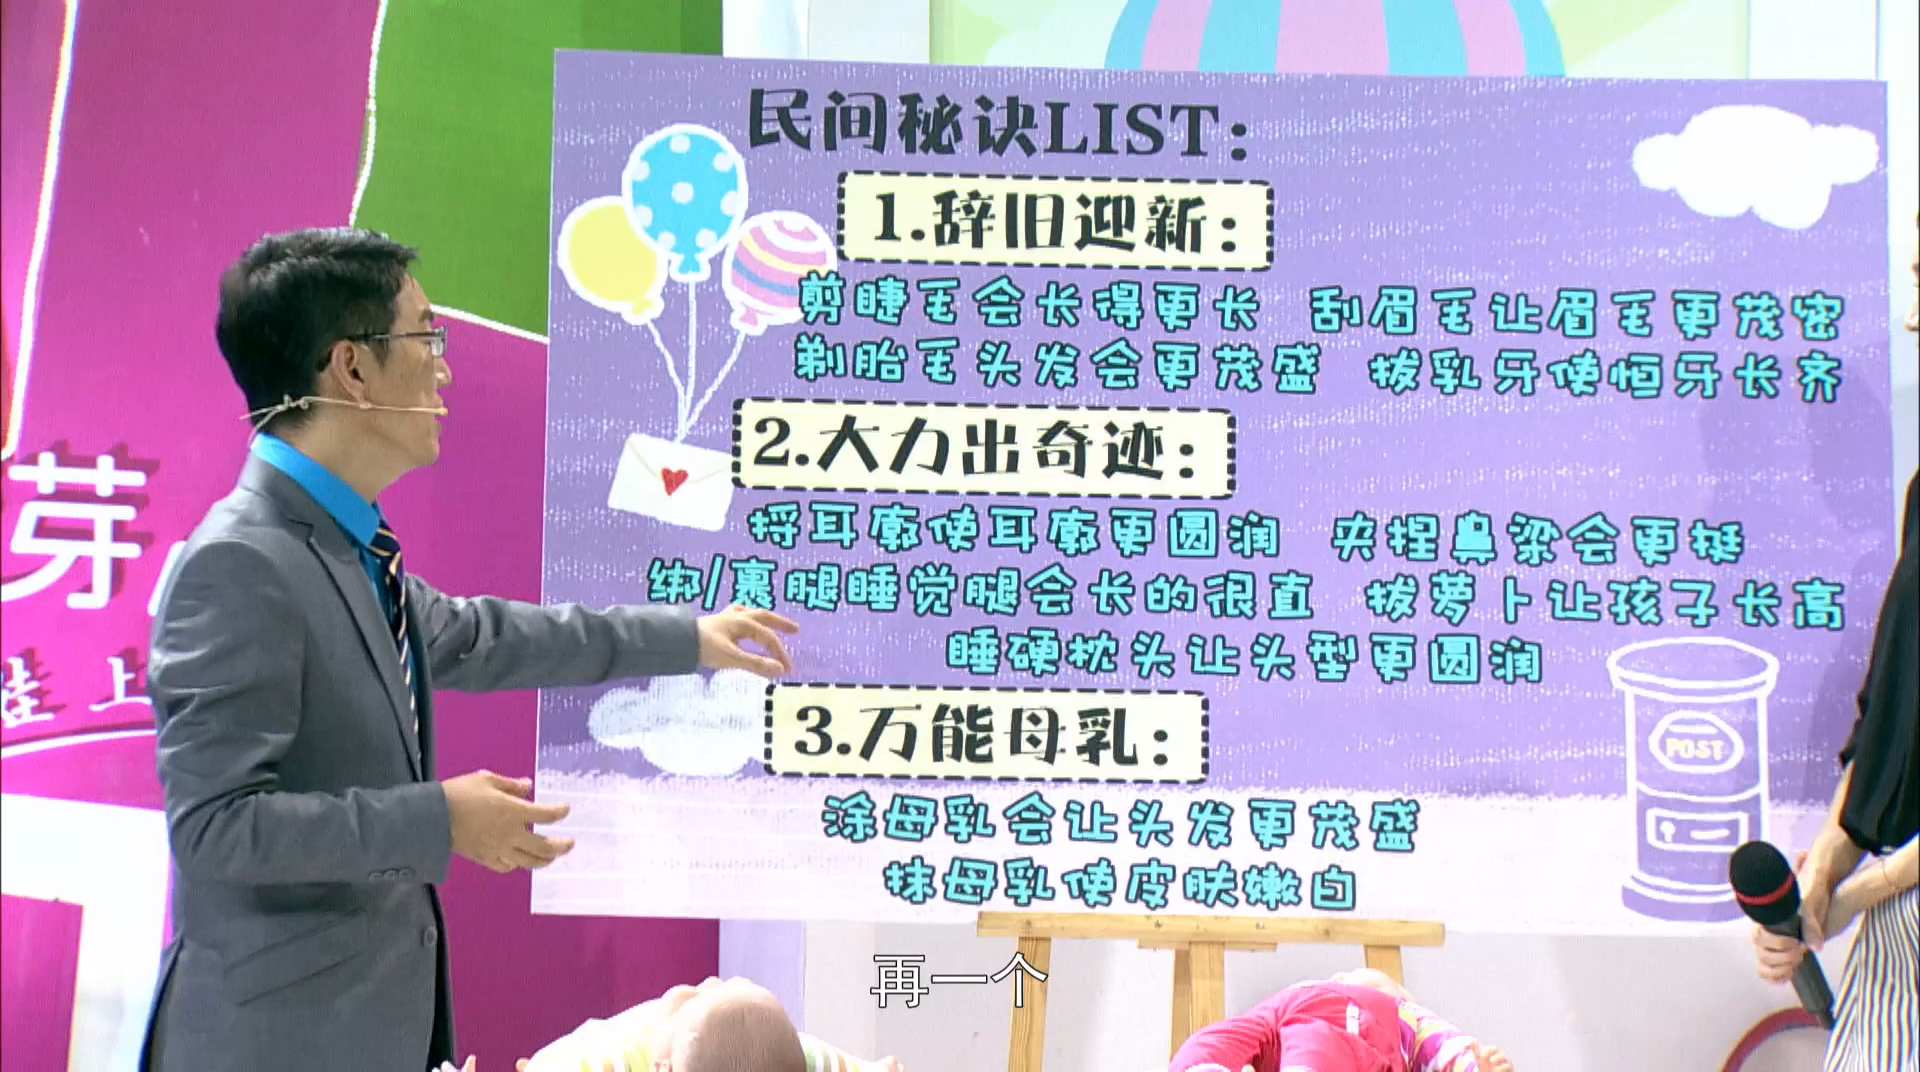 民间秘诀LIST：
1.辞旧迎新：
剪睫毛会长得更长 刮眉毛让眉毛更茂密
剃胎毛头发会更茂盛 拔乳牙使恒牙长齐
2.大力出奇迹：
捋耳廓使耳廓更圆润 夹捏鼻梁会更挺
绑/裹腿睡觉腿会长的很直 拔萝卜让孩子长高
睡硬枕头让头型更圆润
3.万能母乳：
涂母乳会让头发更茂盛
抹母乳使皮肤嫩白
POST
芽
上
再一个